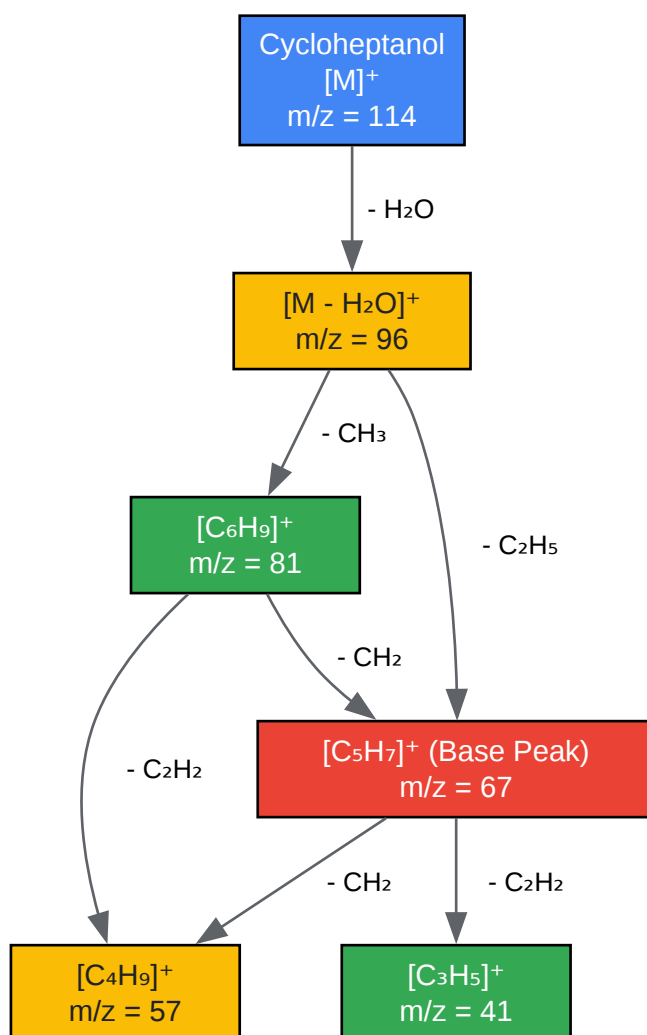 Cycloheptanol
[M]⁺
m/z = 114
- H₂O
[M - H₂O]⁺
m/z = 96
- CH₃
[C₆H₉]⁺
m/z = 81
- C₂H₅
- CH₂
[C₅H₇]⁺ (Base Peak)
m/z = 67
- C₂H₂
- CH₂
- C₂H₂
[C₄H₉]⁺
m/z = 57
[C₃H₅]⁺
m/z = 41